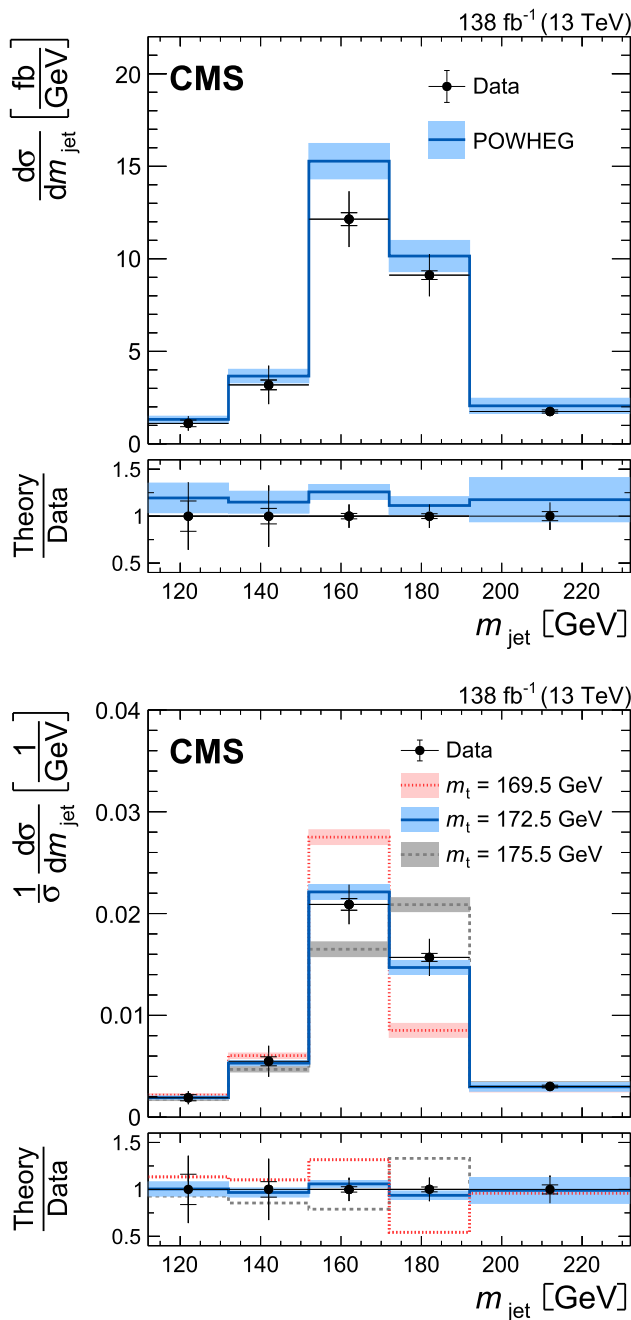 138 fb⁻¹ (13 TeV)
dσ/dm_jet [fb/GeV]
CMS
Data
POWHEG
20
15
10
5
0
Theory/Data
1.5
1
0.5
120 140 160 180 200 220
m_jet [GeV]
138 fb⁻¹ (13 TeV)
1/σ dσ/dm_jet [1/GeV]
CMS
Data
m_t = 169.5 GeV
m_t = 172.5 GeV
m_t = 175.5 GeV
0.04
0.03
0.02
0.01
0
Theory/Data
1.5
1.0
0.5
120 140 160 180 200 220
m_jet [GeV]